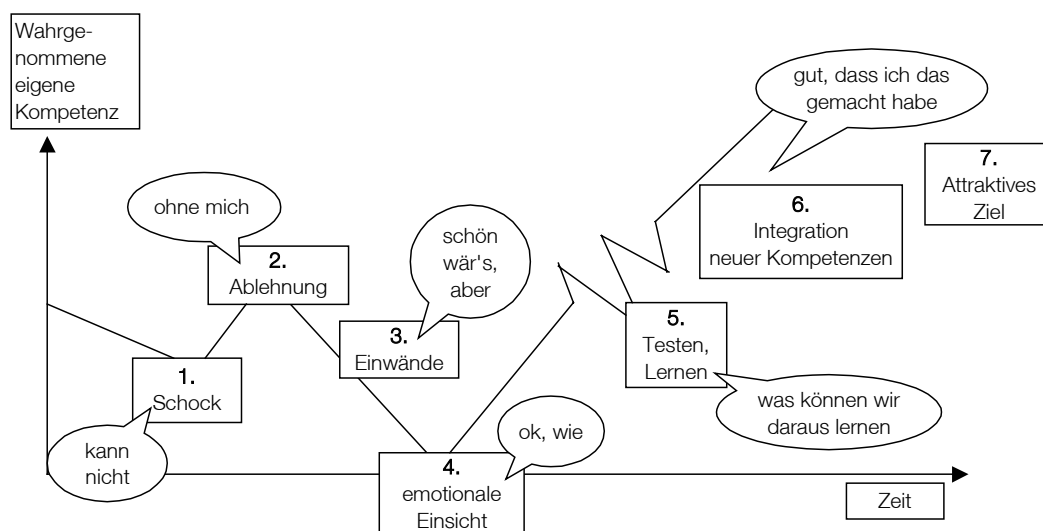 Wahrge-
nommene
eigene
Kompetenz
ohne mich
2.
Ablehnung
schön
wär's,
aber
3.
Einwände
1.
Schock
kann
nicht
4.
emotionale
Einsicht
ok, wie
5.
Testen,
Lernen
was können wir
daraus lernen
gut, dass ich das
gemacht habe
6.
Integration
neuer Kompetenzen
7.
Attraktives
Ziel
Zeit